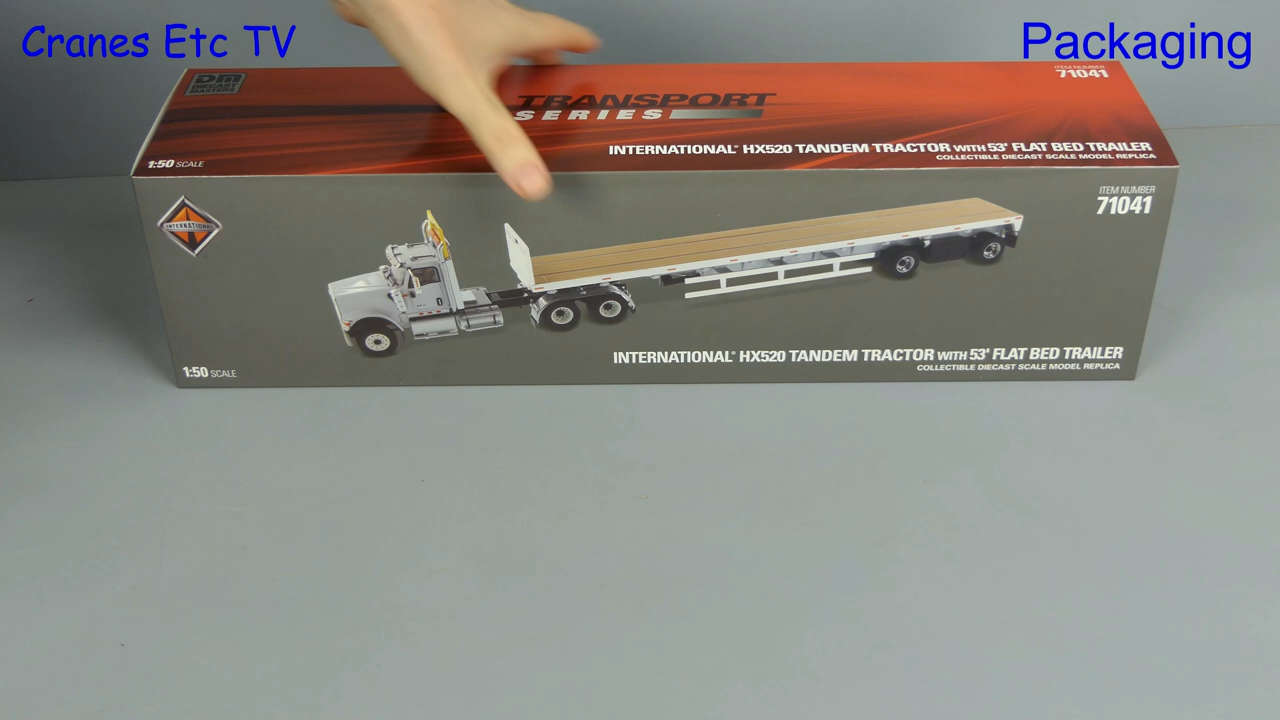 Cranes Etc TV
Packaging
DM
DIECAST
MASTERS
TRANSPORT
SERIES
ITEM NUMBER
71041
1:50 SCALE
INTERNATIONAL® HX520 TANDEM TRACTOR WITH 53' FLAT BED TRAILER
COLLECTIBLE DIECAST SCALE MODEL REPLICA
INTERNATIONAL
ITEM NUMBER
71041
1:50 SCALE
INTERNATIONAL® HX520 TANDEM TRACTOR WITH 53' FLAT BED TRAILER
COLLECTIBLE DIECAST SCALE MODEL REPLICA